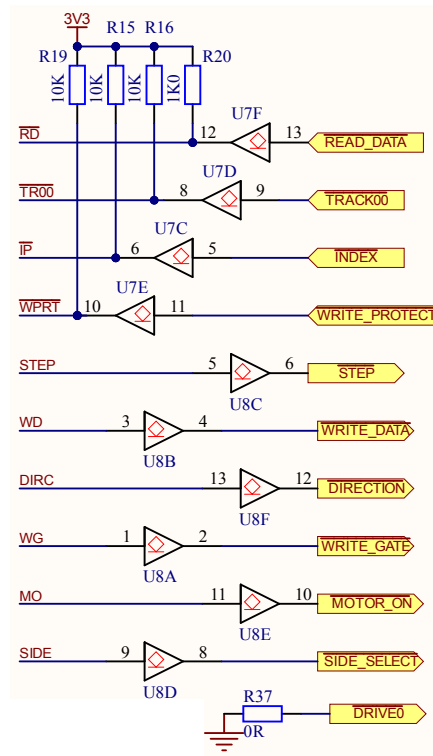 3V3
R19 R15 R16 R20
10K 10K 10K 1K0
U7F
RD 12 13 READ_DATA
U7D
TR00 8 9 TRACK00
U7C
IP 6 5 INDEX
U7E
WPRT 10 11 WRITE_PROTECT
STEP 5 6 STEP
U8C
WD 3 4 WRITE_DATA
U8B
DIRC 13 12 DIRECTION
U8F
WG 1 2 WRITE_GATE
U8A
MO 11 10 MOTOR_ON
U8E
SIDE 9 8 SIDE_SELECT
U8D
R37
0R DRIVE0